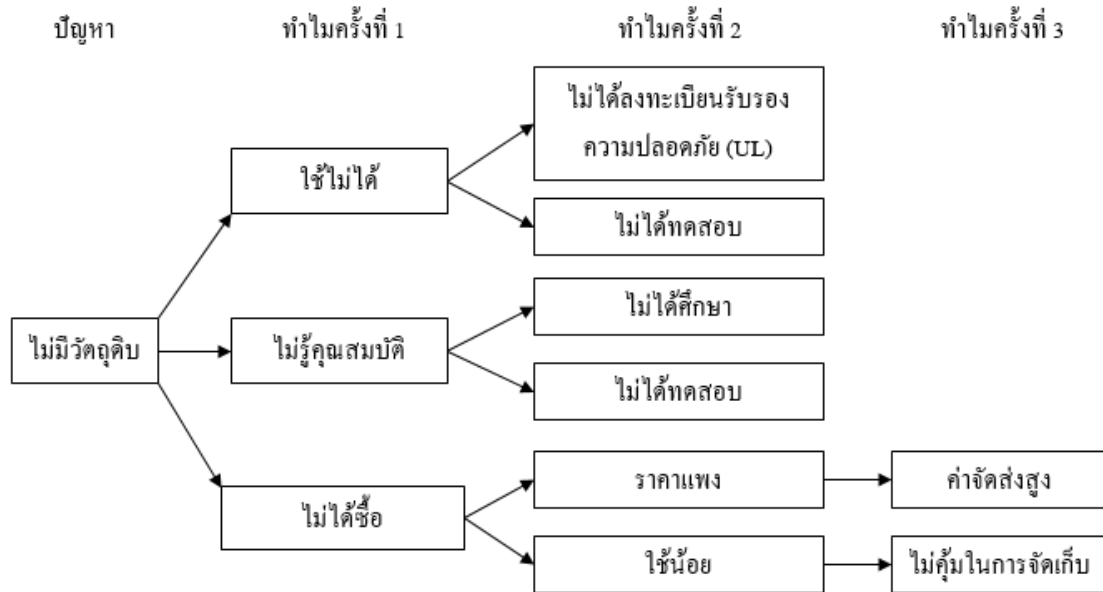 ปัญหา
ทำไมครั้งที่ 1
ทำไมครั้งที่ 2
ทำไมครั้งที่ 3
ไม่ได้ลงทะเบียนรับรอง
ความปลอดภัย (UL)
ใช้ไม่ได้
ไม่ได้ทดสอบ
ไม่ได้ศึกษา
ไม่มีวัตถุดิบ
ไม่รู้คุณสมบัติ
ไม่ได้ทดสอบ
ราคาแพง
ค่าจัดส่งสูง
ไม่ได้ซื้อ
ใช้น้อย
ไม่คุ้มในการจัดเก็บ